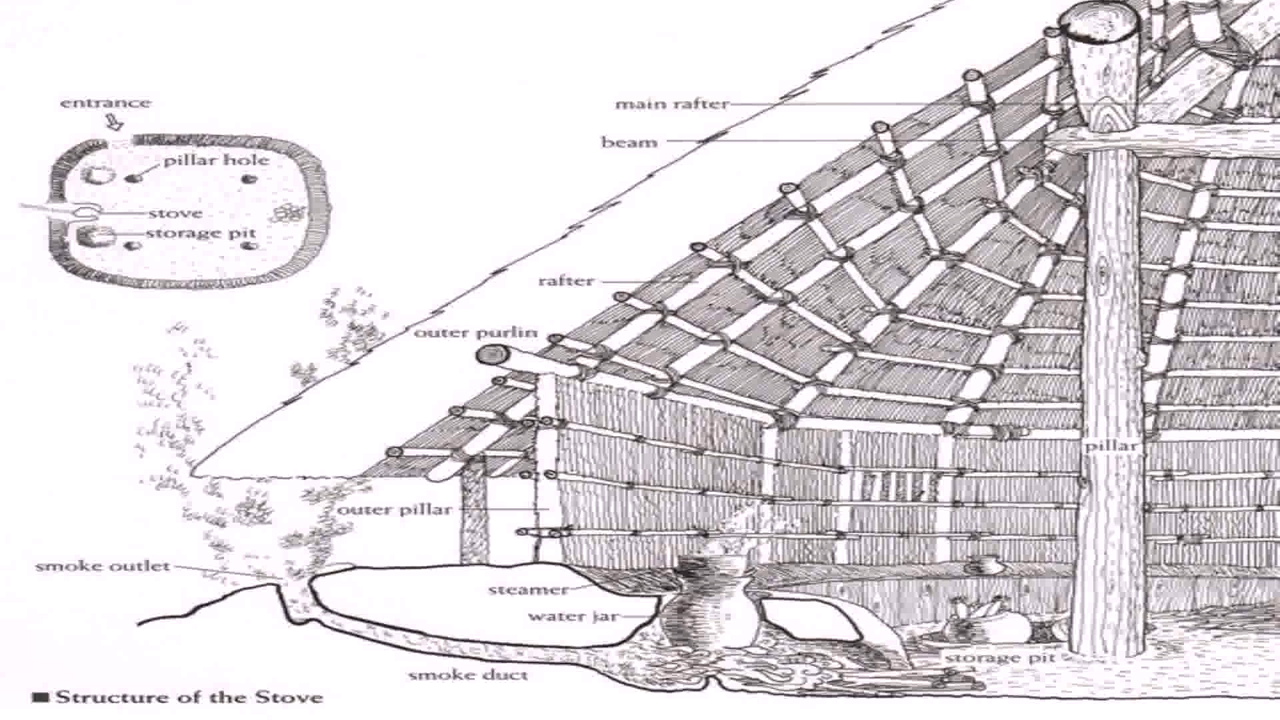 entrance
pillar hole
stove
storage pit
main rafter
beam
rafter
outer purlin
pillar
outer pillar
smoke outlet
steamer
water jar
storage pit
smoke duct
■ Structure of the Stove